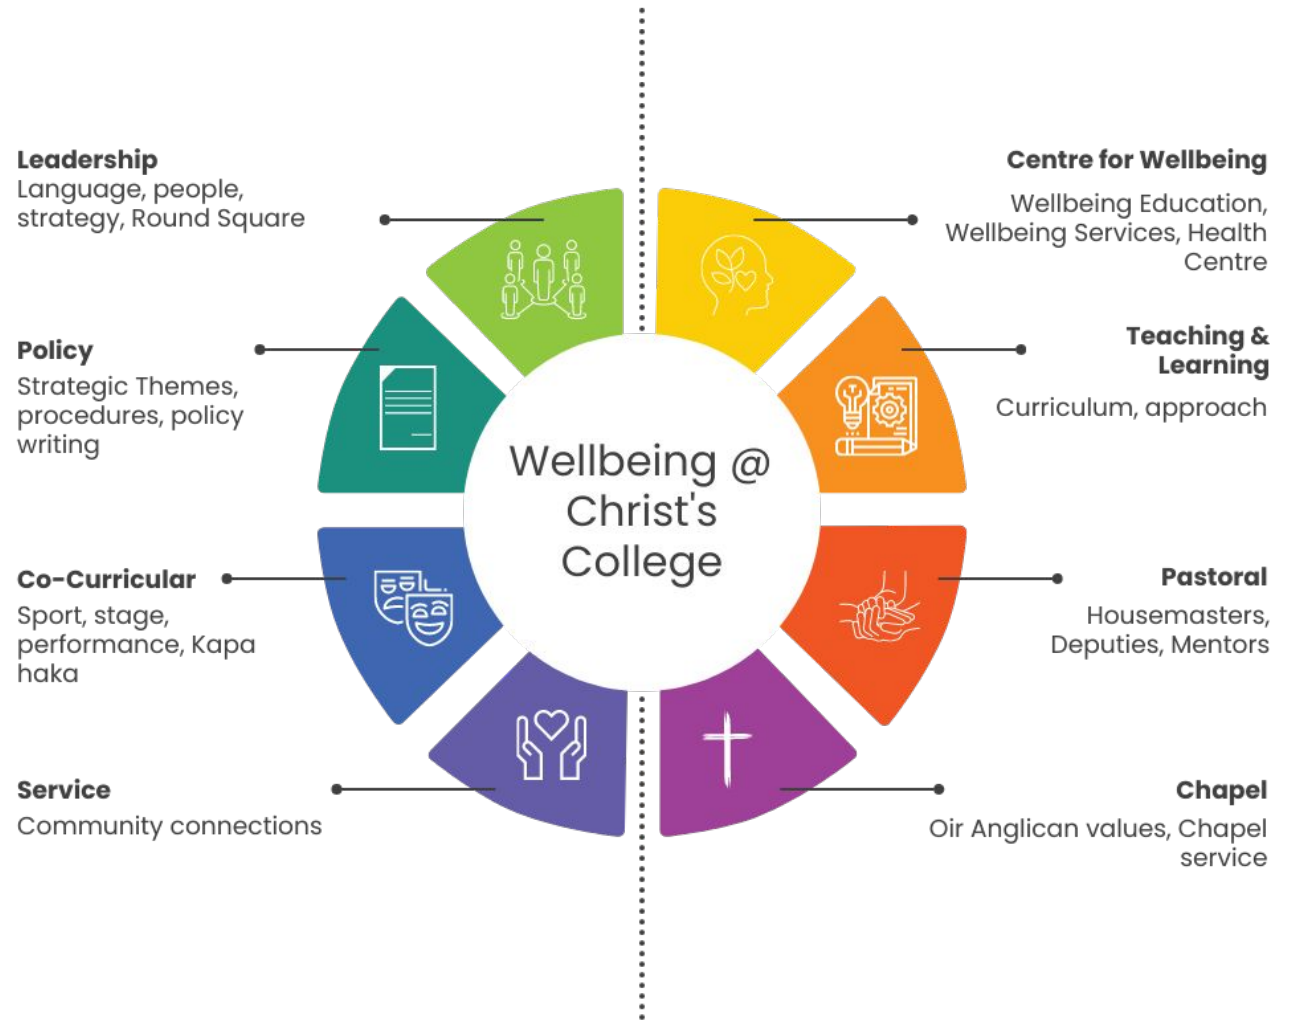 Leadership
Language, people,
strategy, Round Square
Policy
Strategic Themes,
procedures, policy
writing
Co-Curricular
Sport, stage,
performance, Kapa
haka
Service
Community connections
Wellbeing @
Christ's
College
Centre for Wellbeing
Wellbeing Education,
Wellbeing Services, Health
Centre
Teaching &
Learning
Curriculum, approach
Pastoral
Housemasters,
Deputies, Mentors
Chapel
Oir Anglican values, Chapel
service